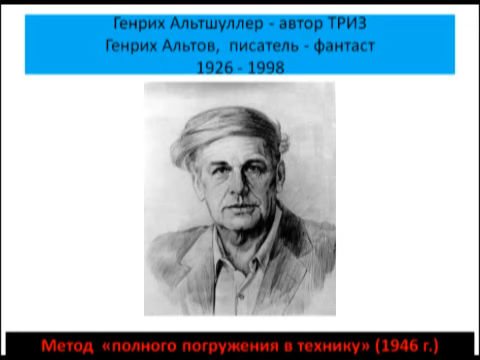 Генрих Альтшуллер - автор ТРИЗ
Генрих Альтов, писатель - фантаст
1926 - 1998
Метод «полного погружения в технику» (1946 г.)